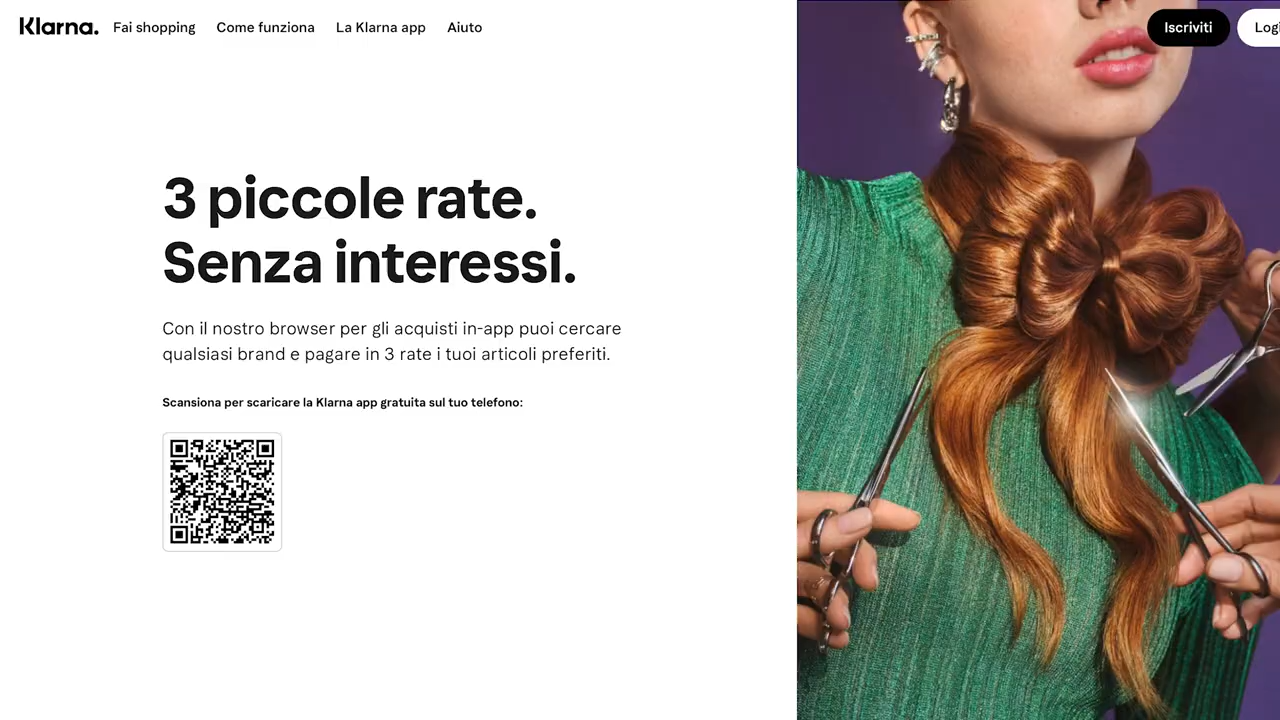 Klarna.
Fai shopping
Come funziona
La Klarna app
Aiuto
Iscriviti
Logi
3 piccole rate.
Senza interessi.
Con il nostro browser per gli acquisti in-app puoi cercare
qualsiasi brand e pagare in 3 rate i tuoi articoli preferiti.
Scansiona per scaricare la Klarna app gratuita sul tuo telefono: